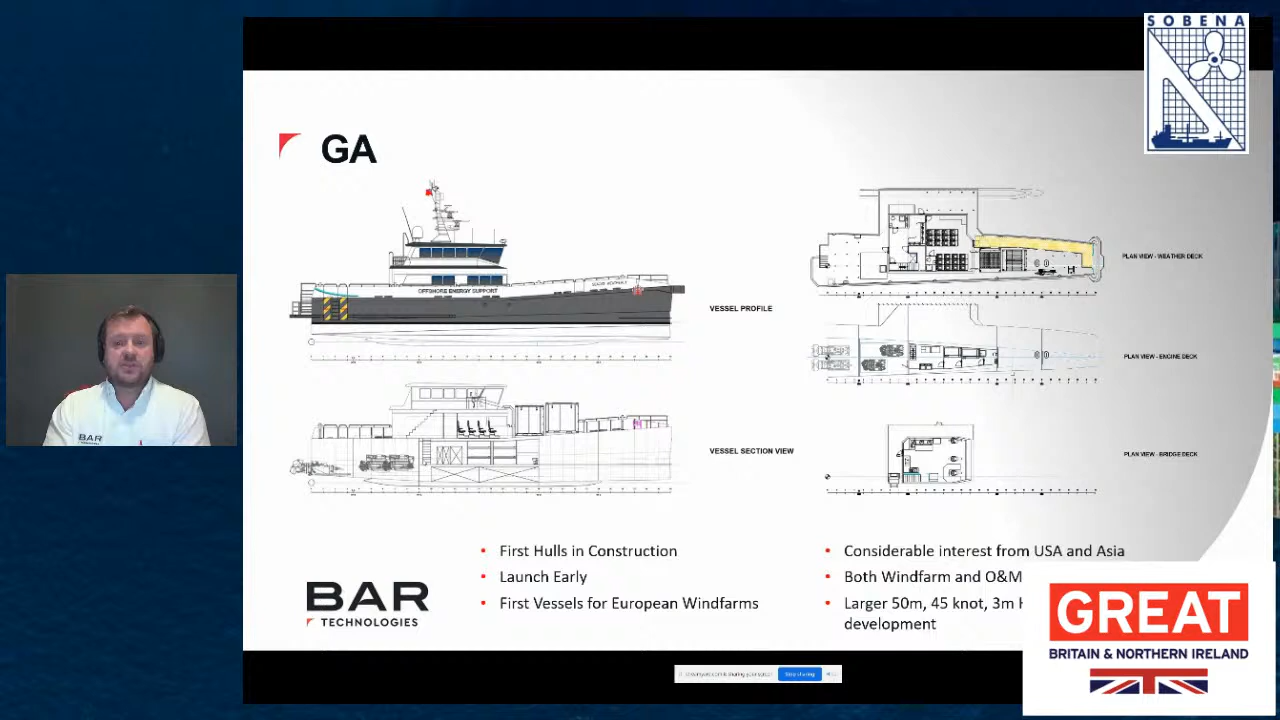 SOBENA
GA
OFFSHORE ENERGY SUPPORT
VESSEL PROFILE
VESSEL SECTION VIEW
PLAN VIEW - WEATHER DECK
PLAN VIEW - ENGINE DECK
PLAN VIEW - BRIDGE DECK
BAR
• First Hulls in Construction
• Launch Early
• First Vessels for European Windfarms
• Considerable interest from USA and Asia
• Both Windfarm and O&M
• Larger 50m, 45 knot, 3m
development
BAR
TECHNOLOGIES
GREAT
BRITAIN & NORTHERN IRELAND
Stop sharing